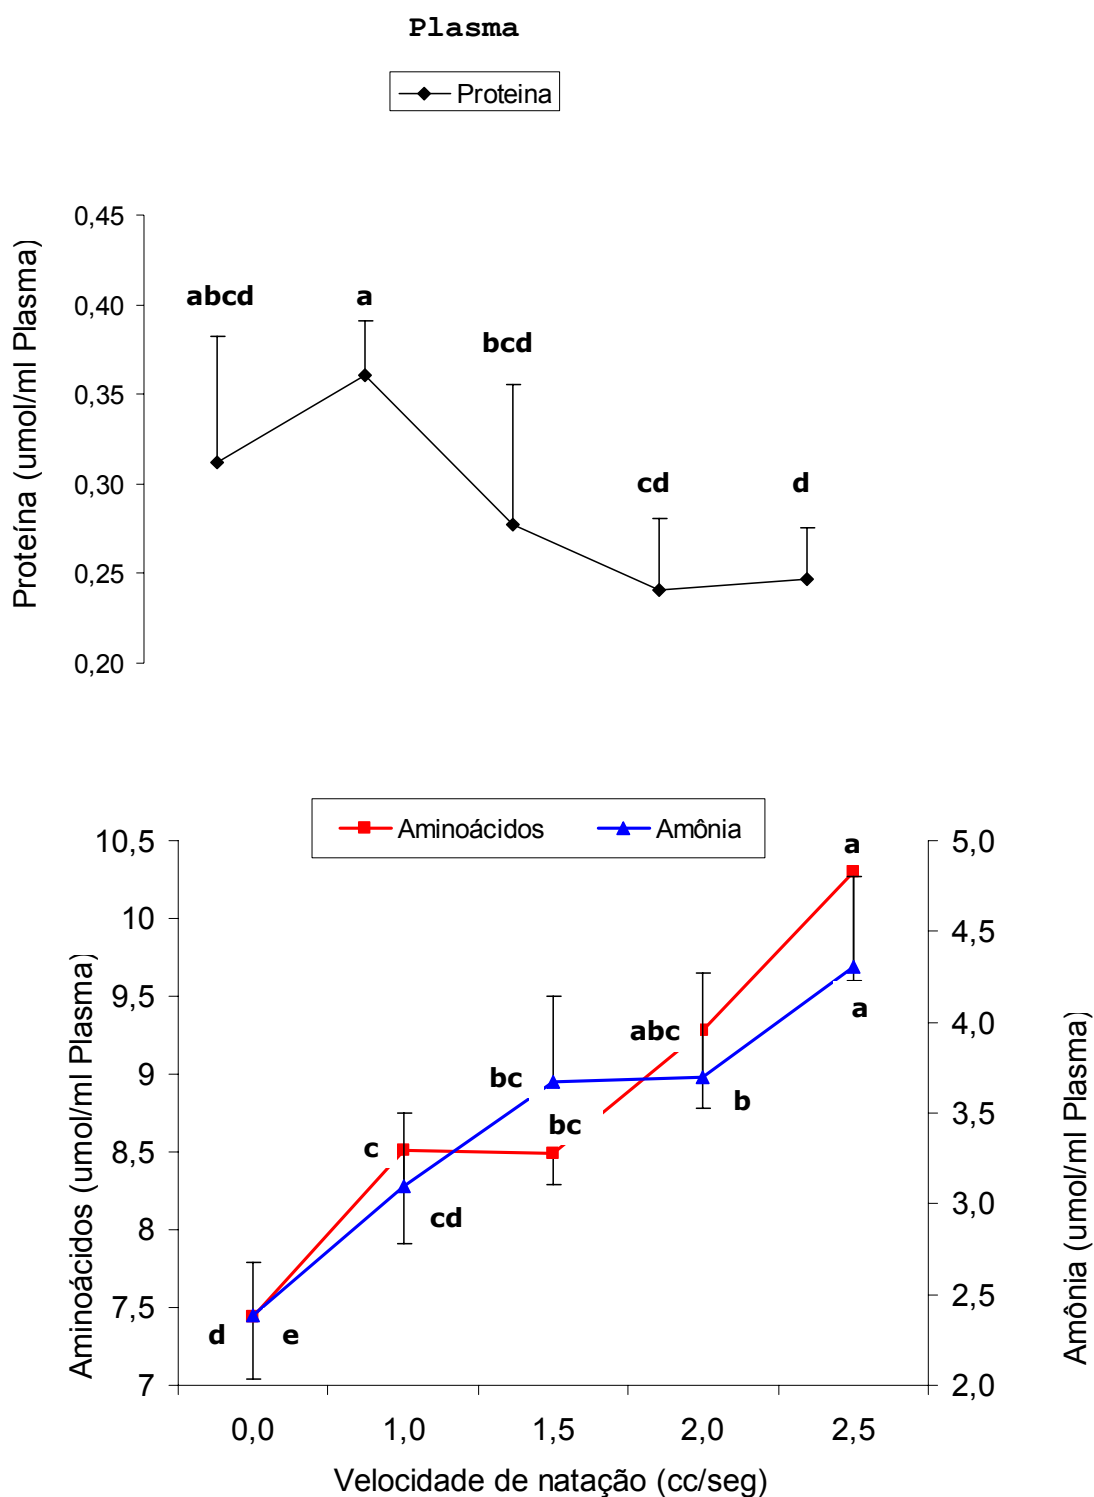 Plasma
Proteina
Proteína (umol/ml Plasma)
0,45
0,40
0,35
0,30
0,25
0,20
abcd
a
bcd
cd
d
Aminoácidos
Amônia
Aminoácidos (umol/ml Plasma)
10,5
10
9,5
9
8,5
8
7,5
7
a
abc
bc
bc
c
cd
d
e
b
a
5,0
4,5
4,0
3,5
3,0
2,5
2,0
Amônia (umol/ml Plasma)
0,0
1,0
1,5
2,0
2,5
Velocidade de natação (cc/seg)